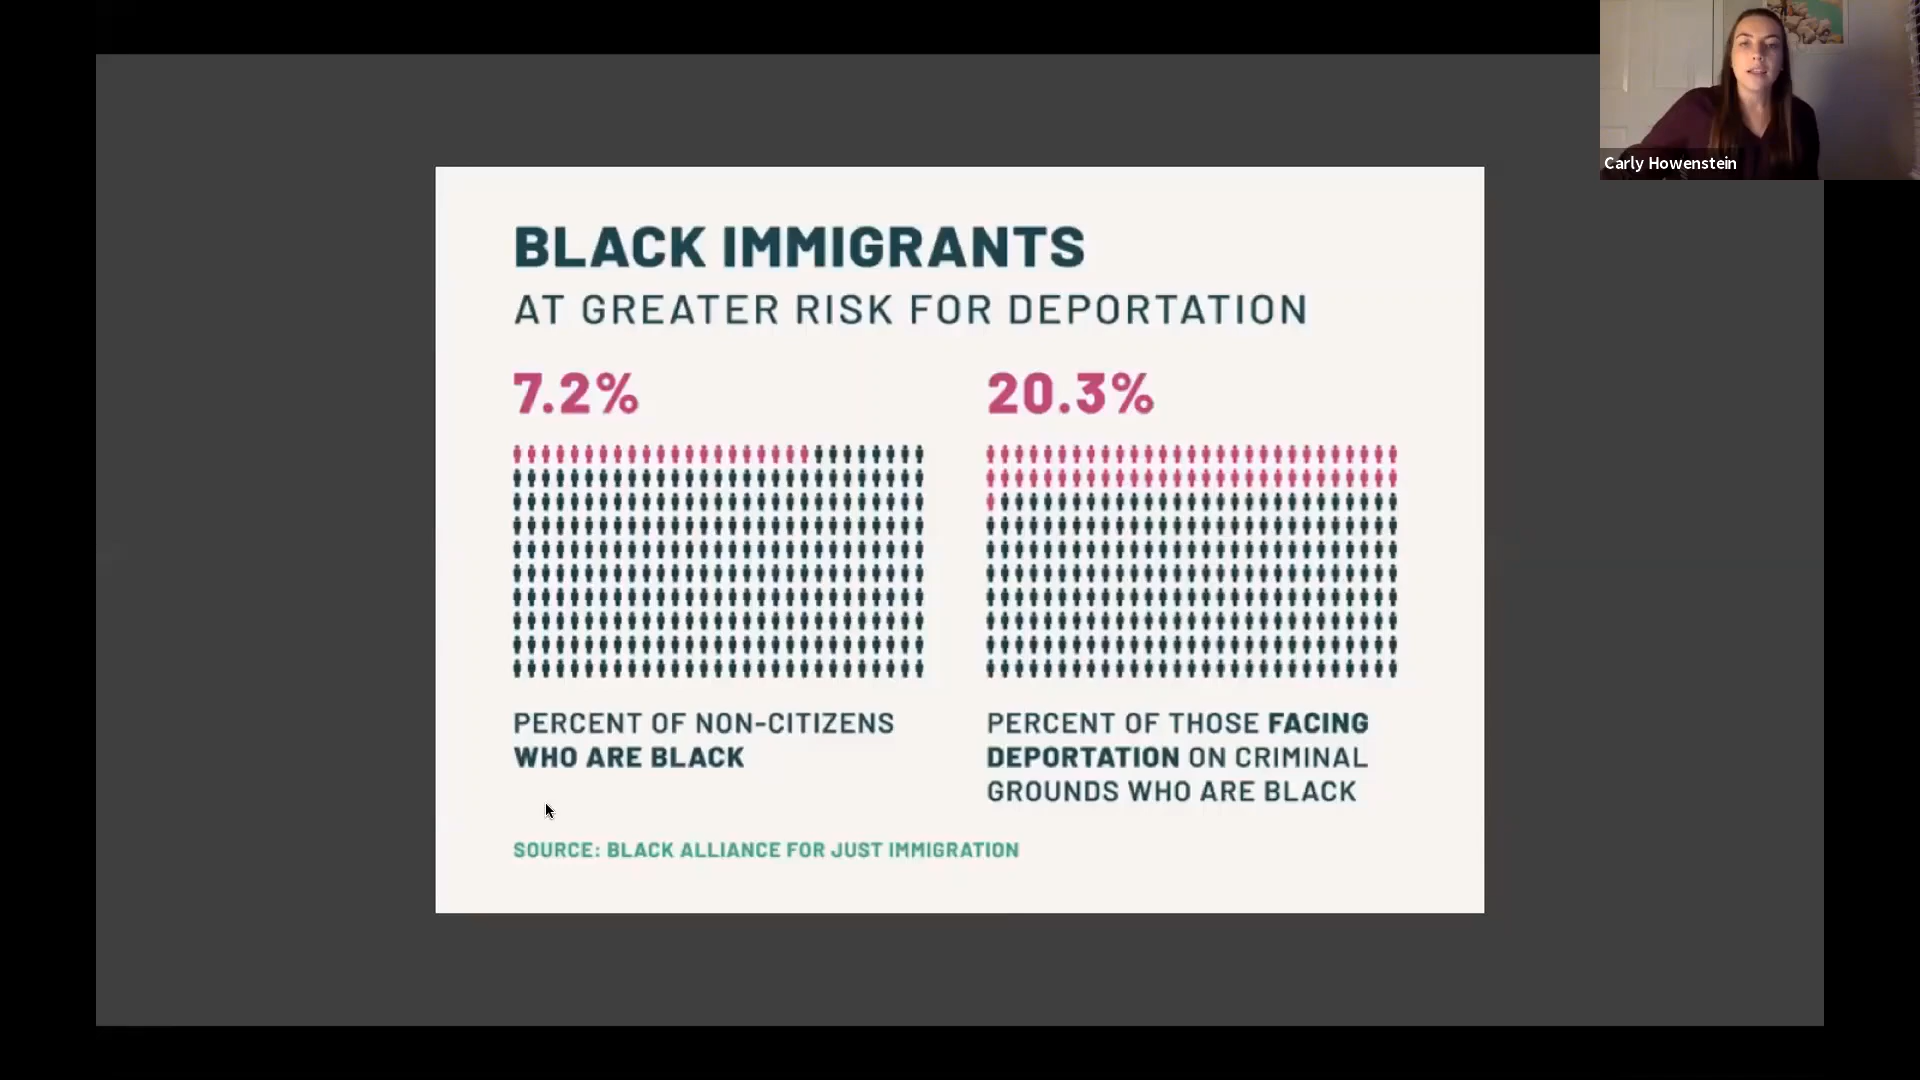 Carly Howenstein
BLACK IMMIGRANTS
AT GREATER RISK FOR DEPORTATION
7.2%
20.3%
PERCENT OF NON-CITIZENS
WHO ARE BLACK
PERCENT OF THOSE FACING
DEPORTATION ON CRIMINAL
GROUNDS WHO ARE BLACK
SOURCE: BLACK ALLIANCE FOR JUST IMMIGRATION